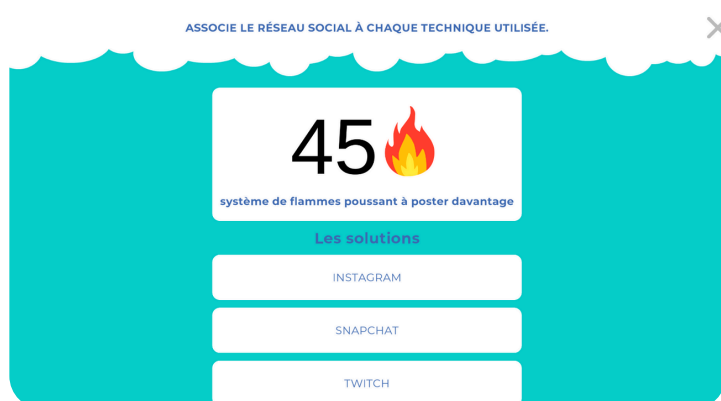 ASSOCIE LE RÉSEAU SOCIAL À CHAQUE TECHNIQUE UTILISÉE.
45🔥
système de flammes poussant à poster davantage
Les solutions
INSTAGRAM
SNAPCHAT
TWITCH